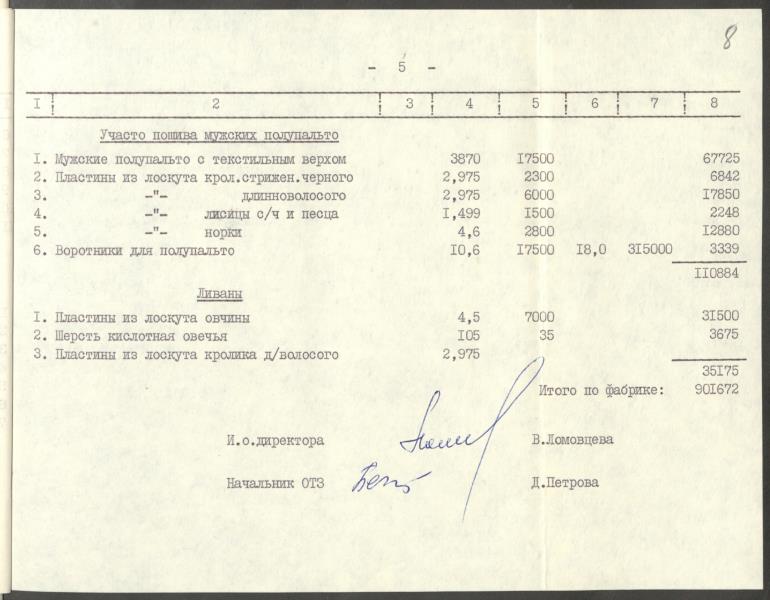 8
- 5 -
I ! 2 ! 3 ! 4 ! 5 ! 6 ! 7 ! 8
Участо пошива мужских полупальто
I. Мужские полупальто с текстильным верхом 3870 I7500 67725
2. Пластины из лоскута крол.стрижен.черного 2,975 2300 6842
3. -"- длинноволосого 2,975 6000 I7850
4. -"- лисицы с/ч и песца I,499 I500 2248
5. -"- норки 4,6 2800 I2880
6. Воротники для полупальто I0,6 I7500 I8,0 3I5000 3339
II0884
Ливаны
I. Пластины из лоскута овчины 4,5 7000 3I500
2. Шерсть кислотная овечья I05 35 3675
3. Пластины из лоскута кролика д/волосого 2,975
35I75
Итого по фабрике: 90I672
И.о.директора В.Ломовцева
Начальник ОТЗ Д.Петрова